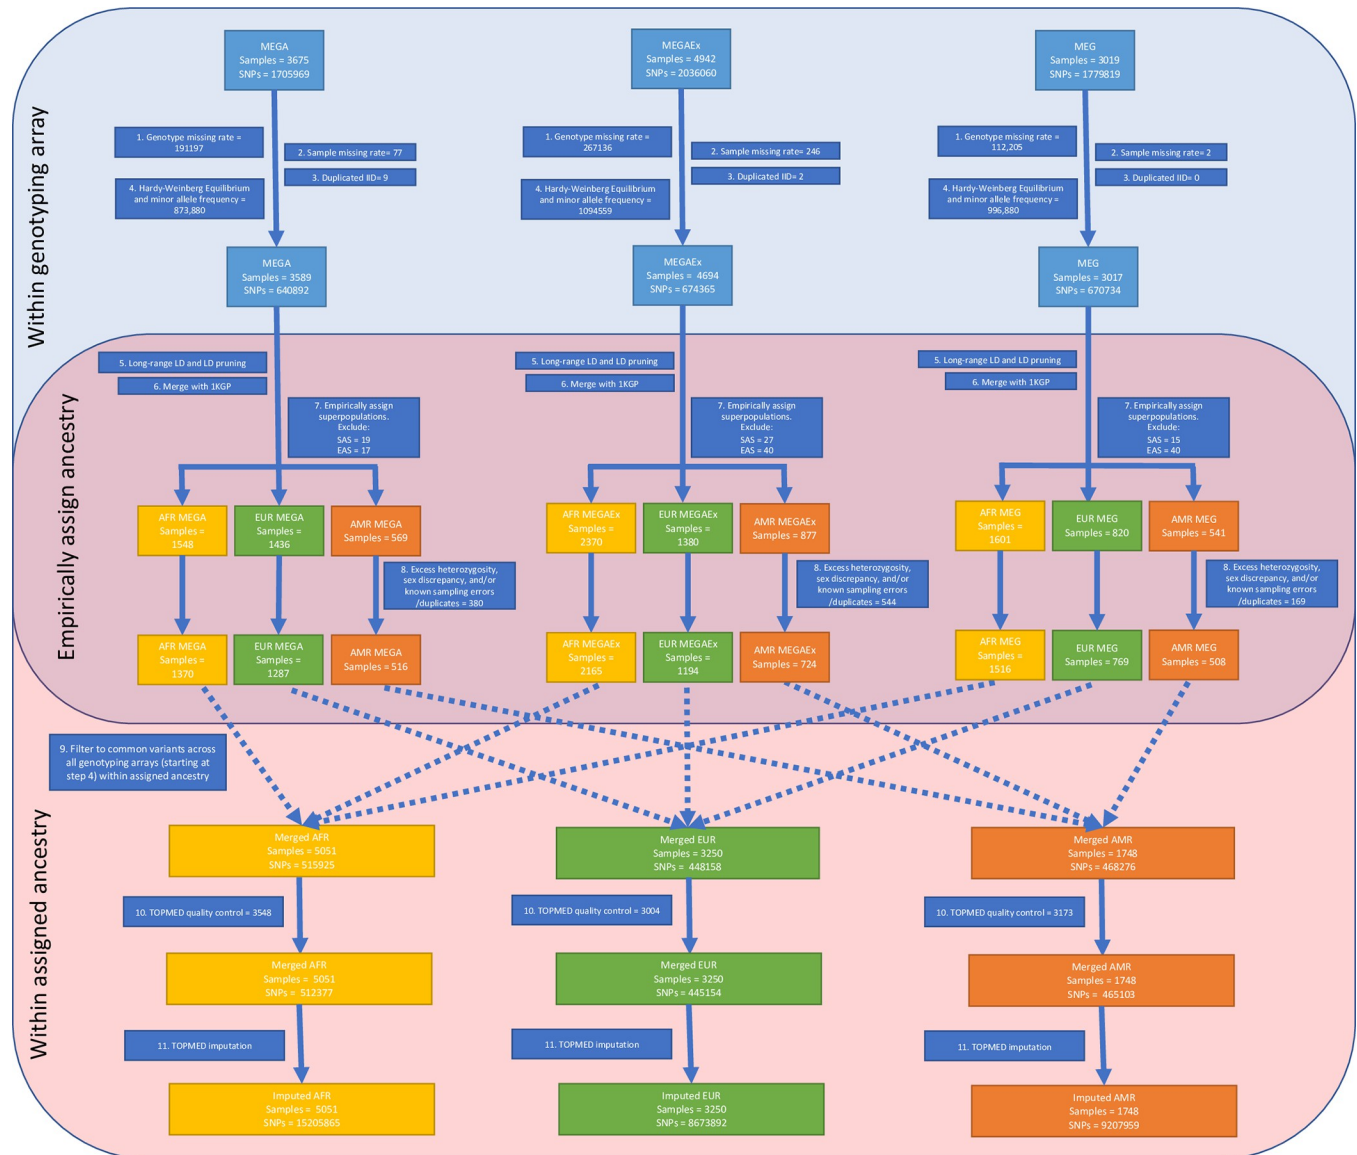 Within genotyping array
MEGA
Samples = 3675
SNPs = 1705969
MEGAEx
Samples = 4942
SNPs = 2036060
MEG
Samples = 3019
SNPs = 1779819
1. Genotype missing rate =
191197
2. Sample missing rate= 77
3. Duplicated IID= 9
4. Hardy-Weinberg Equilibrium
and minor allele frequency =
873,880
1. Genotype missing rate =
267136
2. Sample missing rate= 246
3. Duplicated IID= 2
4. Hardy-Weinberg Equilibrium
and minor allele frequency =
1094559
1. Genotype missing rate =
112,205
2. Sample missing rate= 2
3. Duplicated IID= 0
4. Hardy-Weinberg Equilibrium
and minor allele frequency =
996,880
MEGA
Samples = 3589
SNPs = 640892
MEGAEx
Samples = 4694
SNPs = 674365
MEG
Samples = 3017
SNPs = 670734
Empirically assign ancestry
5. Long-range LD and LD pruning
6. Merge with 1KGP
7. Empirically assign
superpopulations.
Exclude:
SAS = 19
EAS = 17
5. Long-range LD and LD pruning
6. Merge with 1KGP
7. Empirically assign
superpopulations.
Exclude:
SAS = 27
EAS = 40
5. Long-range LD and LD pruning
6. Merge with 1KGP
7. Empirically assign
superpopulations.
Exclude:
SAS = 15
EAS = 40
AFR MEGA
Samples =
1548
EUR MEGA
Samples =
1436
AMR MEGA
Samples = 569
AFR MEGAEx
Samples =
2370
EUR MEGAEx
Samples =
1380
AMR MEGAEx
Samples = 877
AFR MEG
Samples =
1601
EUR MEG
Samples = 820
AMR MEG
Samples = 541
8. Excess heterozygosity,
sex discrepancy, and/or
known sampling errors
/duplicates = 380
8. Excess heterozygosity,
sex discrepancy, and/or
known sampling errors
/duplicates = 544
8. Excess heterozygosity,
sex discrepancy, and/or
known sampling errors
/duplicates = 169
AFR MEGA
Samples =
1370
EUR MEGA
Samples =
1287
AMR MEGA
Samples = 516
AFR MEGAEx
Samples =
2165
EUR MEGAEx
Samples =
1194
AMR MEGAEx
Samples = 724
AFR MEG
Samples =
1516
EUR MEG
Samples = 769
AMR MEG
Samples = 508
Within assigned ancestry
9. Filter to common variants across
all genotyping arrays (starting at
step 4) within assigned ancestry
Merged AFR
Samples = 5051
SNPs = 515925
Merged EUR
Samples = 3250
SNPs = 448158
Merged AMR
Samples = 1748
SNPs = 468276
10. TOPMED quality control = 3548
10. TOPMED quality control = 3004
10. TOPMED quality control = 3173
Merged AFR
Samples = 5051
SNPs = 512377
Merged EUR
Samples = 3250
SNPs = 445154
Merged AMR
Samples = 1748
SNPs = 465103
11. TOPMED imputation
11. TOPMED imputation
11. TOPMED imputation
Imputed AFR
Samples = 5051
SNPs = 15205865
Imputed EUR
Samples = 3250
SNPs = 8673892
Imputed AMR
Samples = 1748
SNPs = 9207959